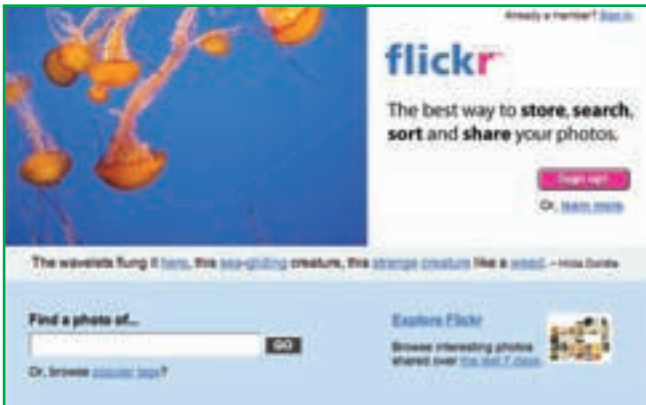 Already a member? Sign in
flickr
The best way to store, search,
sort and share your photos.
Sign up!
Or, learn more
The wavelets flung it here, this sea-gliding creature, this strange creature like a weed. - Hilda Doolittle
Find a photo of...
GO
Or, browse popular tags?
Explore Flickr
Browse interesting photos
shared over the last 7 days.